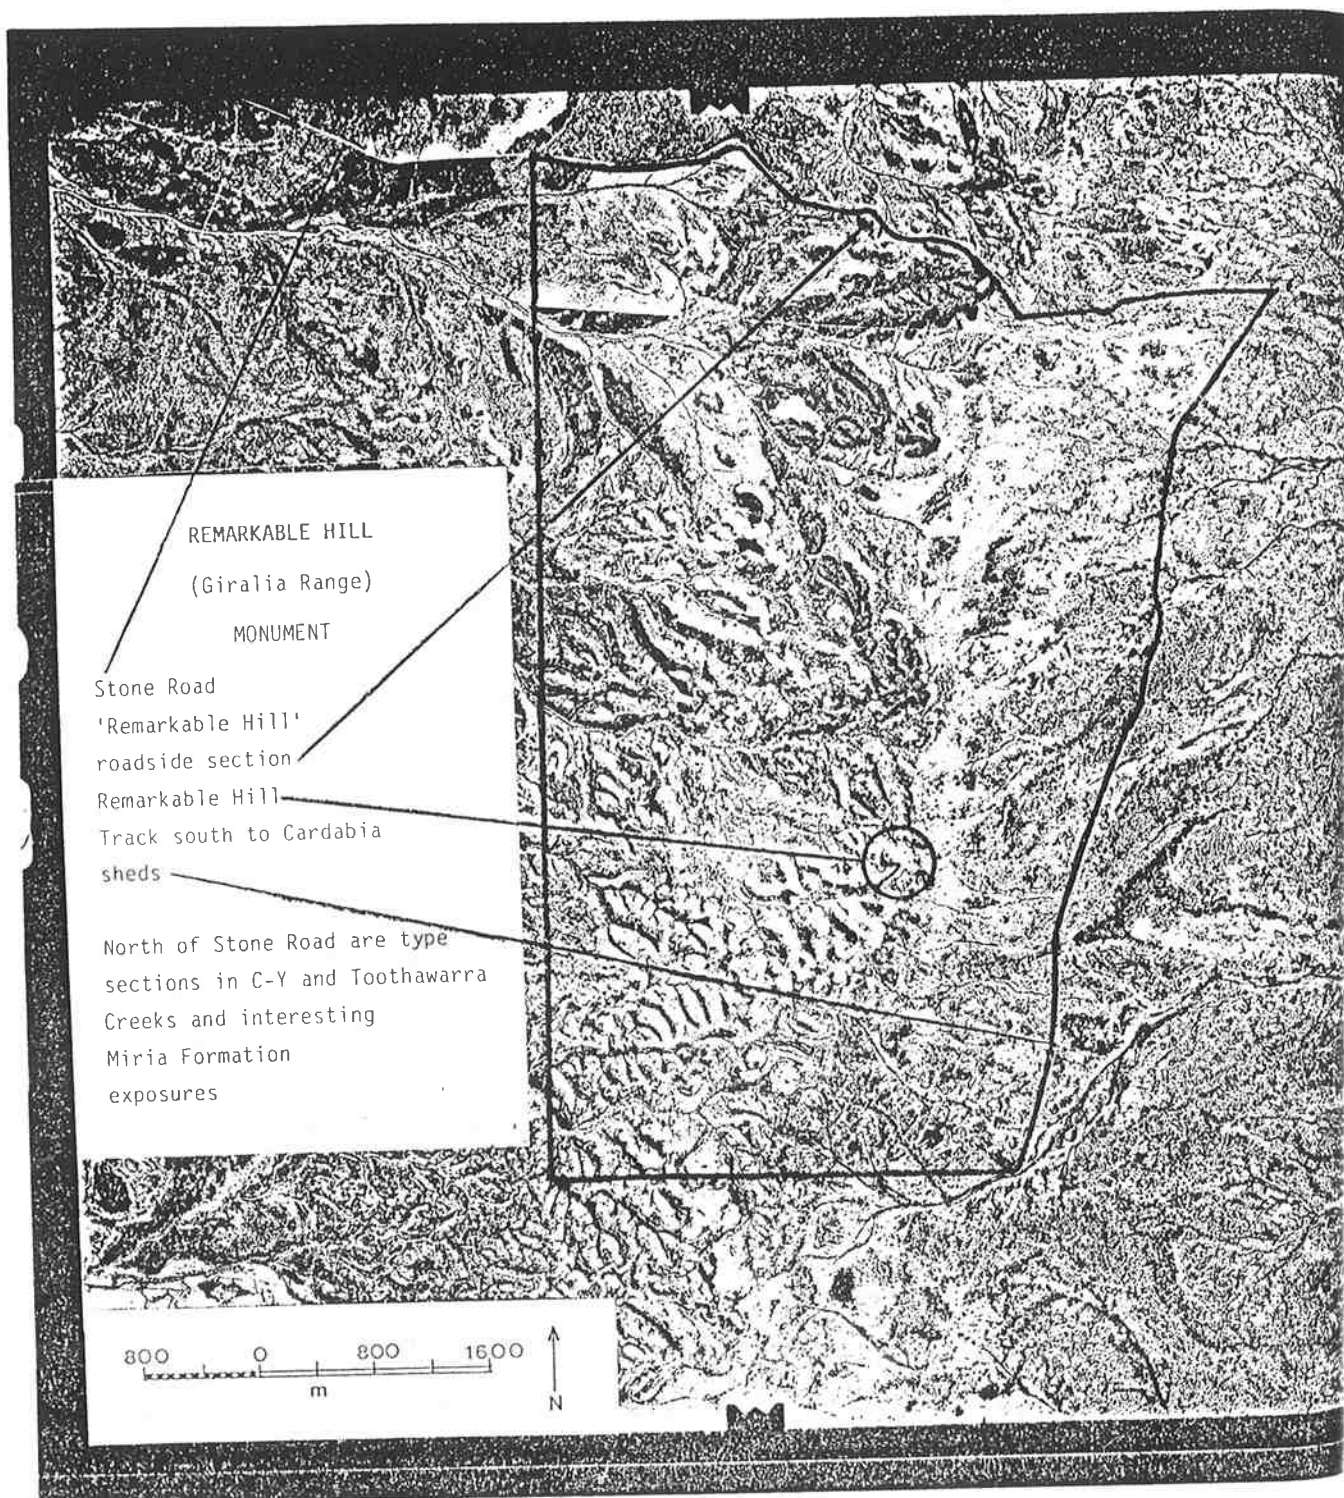 REMARKABLE HILL
(Giralia Range)
MONUMENT
Stone Road
'Remarkable Hill'
roadside section
Remarkable Hill
Track south to Cardabia
sheds
North of Stone Road are type
sections in C-Y and Toothawarra
Creeks and interesting
Miria Formation
exposures
800 0 800 1600
m
N